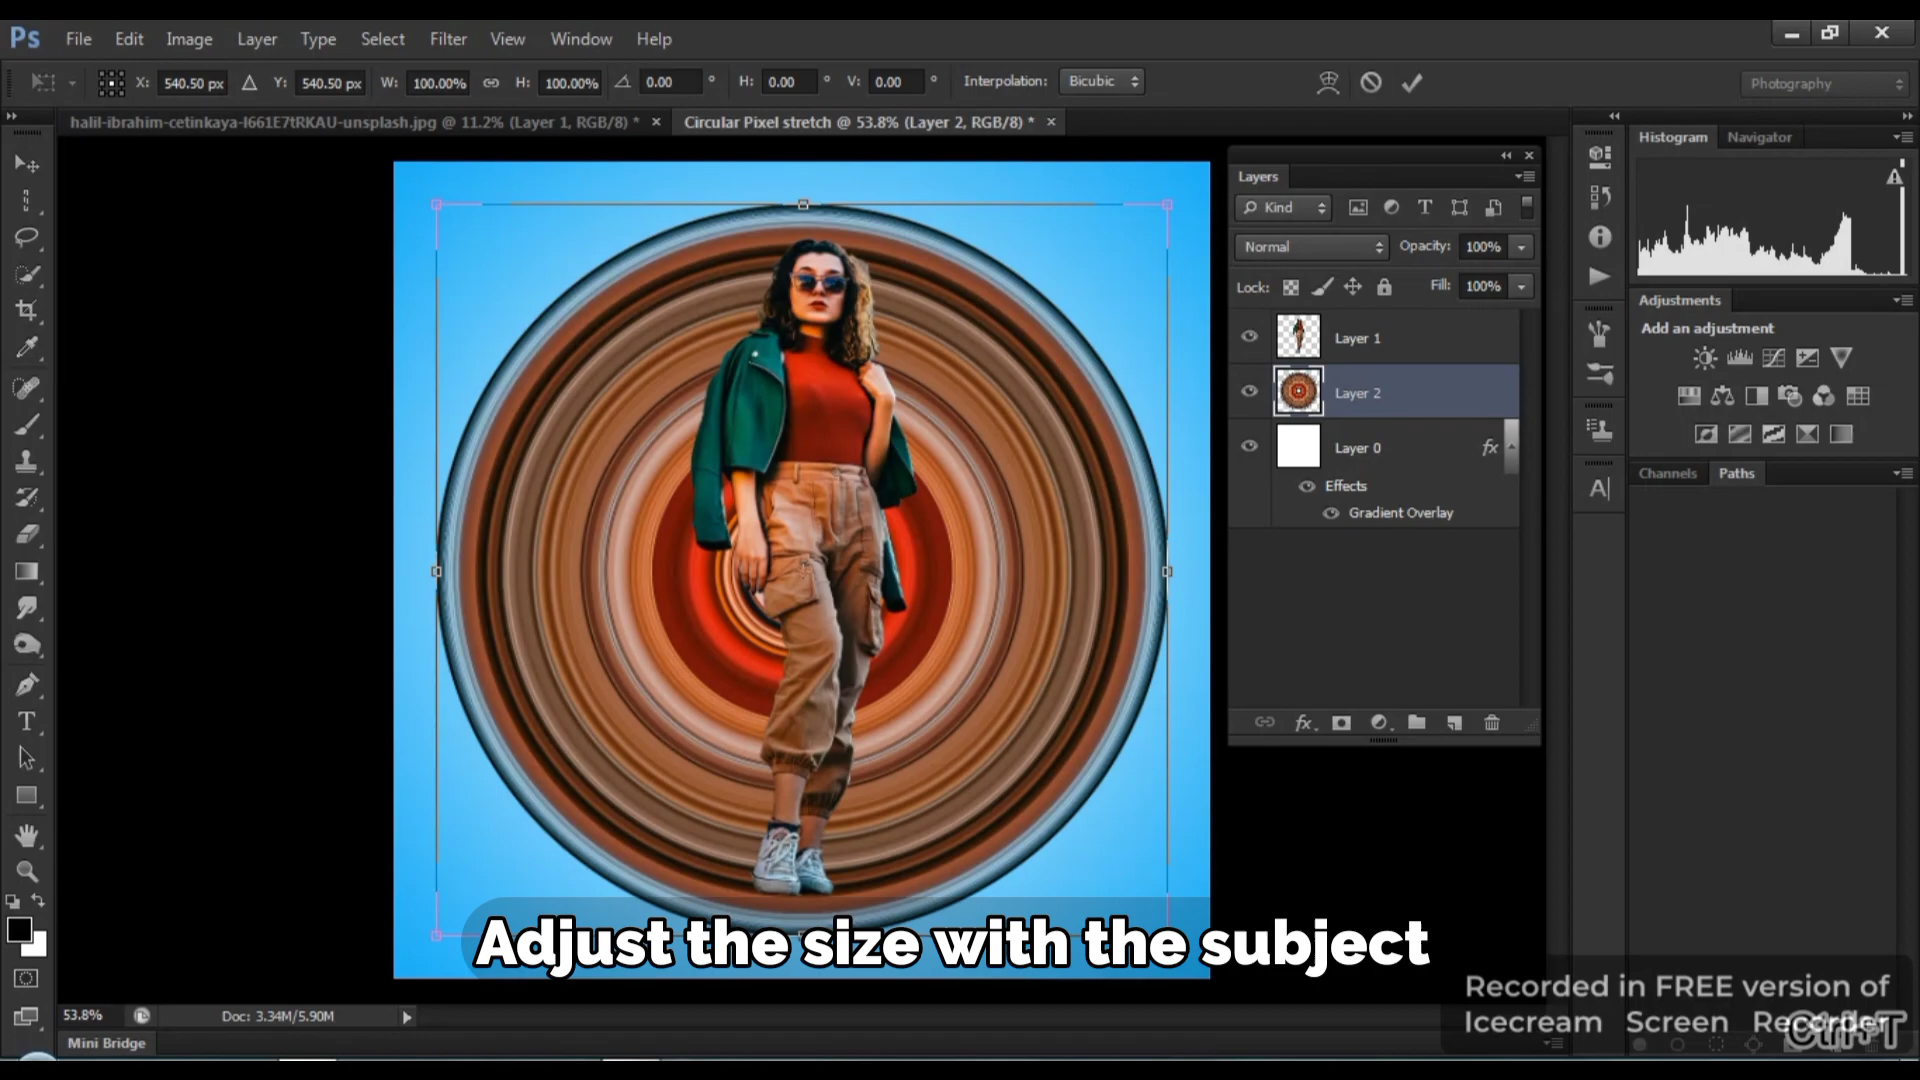 Ps File Edit Image Layer Type Select Filter View Window Help
X: 540.50 px Y: 540.50 px W: 100.00% H: 100.00% 0.00 ° H: 0.00 ° V: 0.00 ° Interpolation: Bicubic Photography
halil-ibrahim-cetinkaya-l661E7tRKAU-unsplash.jpg @ 11.2% (Layer 1, RGB/8) * × Circular Pixel stretch @ 53.8% (Layer 2, RGB/8) * ×
Histogram Navigator
Layers
Kind
Normal Opacity: 100%
Lock: Fill: 100%
Layer 1
Layer 2
Layer 0 fx
Effects
Gradient Overlay
fx
Adjustments
Add an adjustment
Channels Paths
A|
T
Adjust the size with the subject
Recorded in FREE version of
Icecream Screen Recorder
Ctrl+T
53.8% Doc: 3.34M/5.90M
Mini Bridge